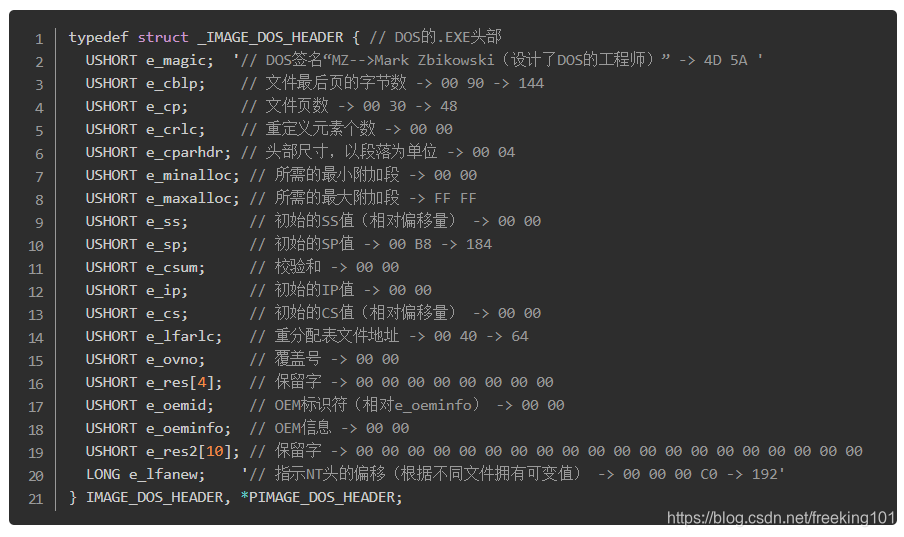 1 typedef struct _IMAGE_DOS_HEADER { // DOS的.EXE头部
2 USHORT e_magic; '// DOS签名“MZ-->Mark Zbikowski（设计了DOS的工程师）” -> 4D 5A '
3 USHORT e_cblp; // 文件最后页的字节数 -> 00 90 -> 144
4 USHORT e_cp; // 文件页数 -> 00 30 -> 48
5 USHORT e_crlc; // 重定义元素个数 -> 00 00
6 USHORT e_cparhdr; // 头部尺寸，以段落为单位 -> 00 04
7 USHORT e_minalloc; // 所需的最小附加段 -> 00 00
8 USHORT e_maxalloc; // 所需的最大附加段 -> FF FF
9 USHORT e_ss; // 初始的SS值（相对偏移量） -> 00 00
10 USHORT e_sp; // 初始的SP值 -> 00 B8 -> 184
11 USHORT e_csum; // 校验和 -> 00 00
12 USHORT e_ip; // 初始的IP值 -> 00 00
13 USHORT e_cs; // 初始的CS值（相对偏移量） -> 00 00
14 USHORT e_lfarlc; // 重分配表文件地址 -> 00 40 -> 64
15 USHORT e_ovno; // 覆盖号 -> 00 00
16 USHORT e_res[4]; // 保留字 -> 00 00 00 00 00 00 00 00
17 USHORT e_oemid; // OEM标识符（相对e_oeminfo） -> 00 00
18 USHORT e_oeminfo; // OEM信息 -> 00 00
19 USHORT e_res2[10]; // 保留字 -> 00 00 00 00 00 00 00 00 00 00 00 00 00 00 00 00 00 00 00 00
20 LONG e_lfanew; '// 指示NT头的偏移（根据不同文件拥有可变值） -> 00 00 00 C0 -> 192'
21 } IMAGE_DOS_HEADER, *PIMAGE_DOS_HEADER;
https://blog.csdn.net/freeking101